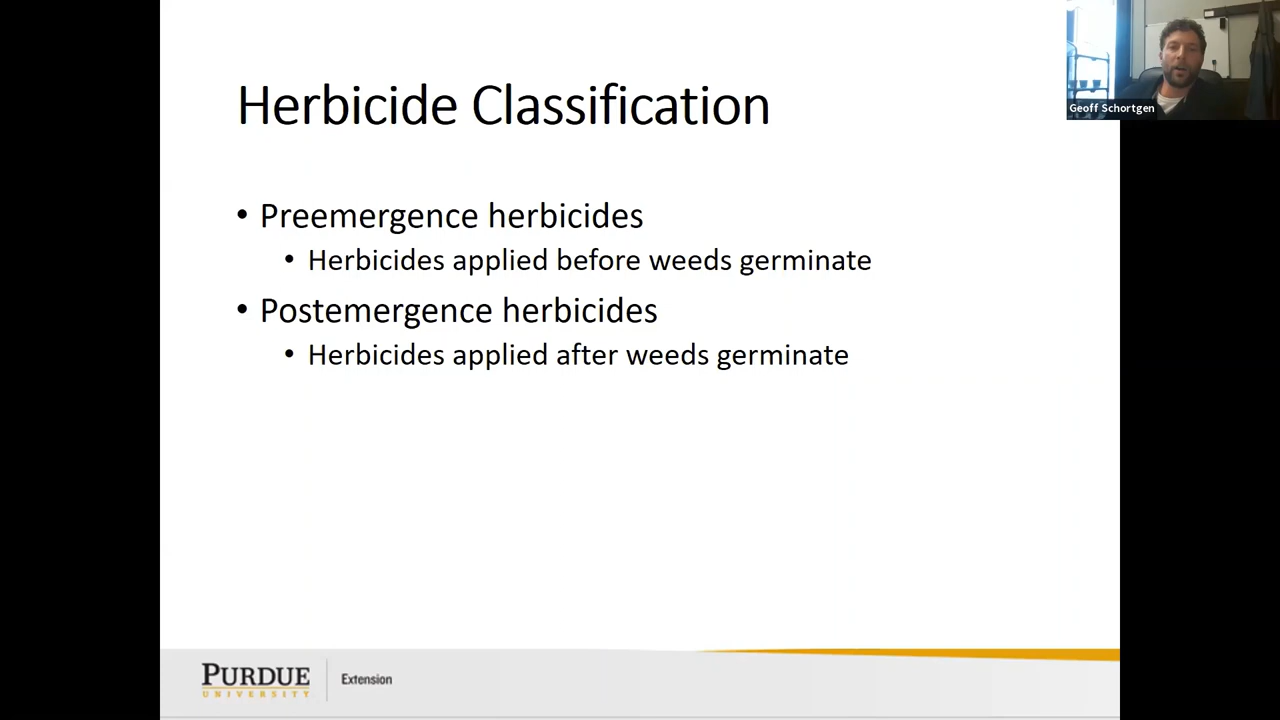 Herbicide Classification
• Preemergence herbicides
• Herbicides applied before weeds germinate
• Postemergence herbicides
• Herbicides applied after weeds germinate
Geoff Schortgen
PURDUE
UNIVERSITY
Extension